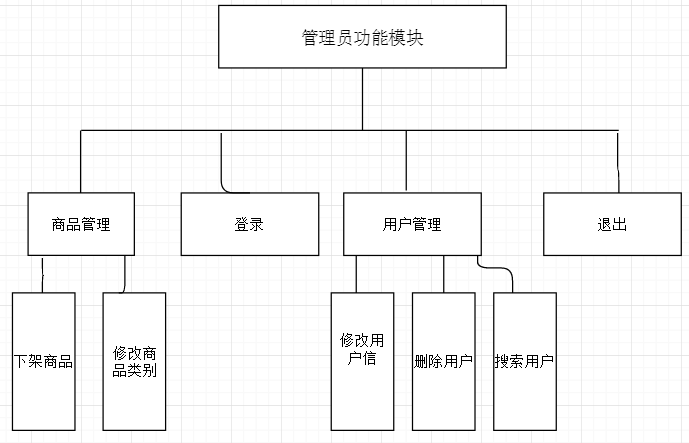 管理员功能模块
商品管理
登录
用户管理
退出
下架商品
修改商
品类别
修改用
户信
删除用户
搜索用户